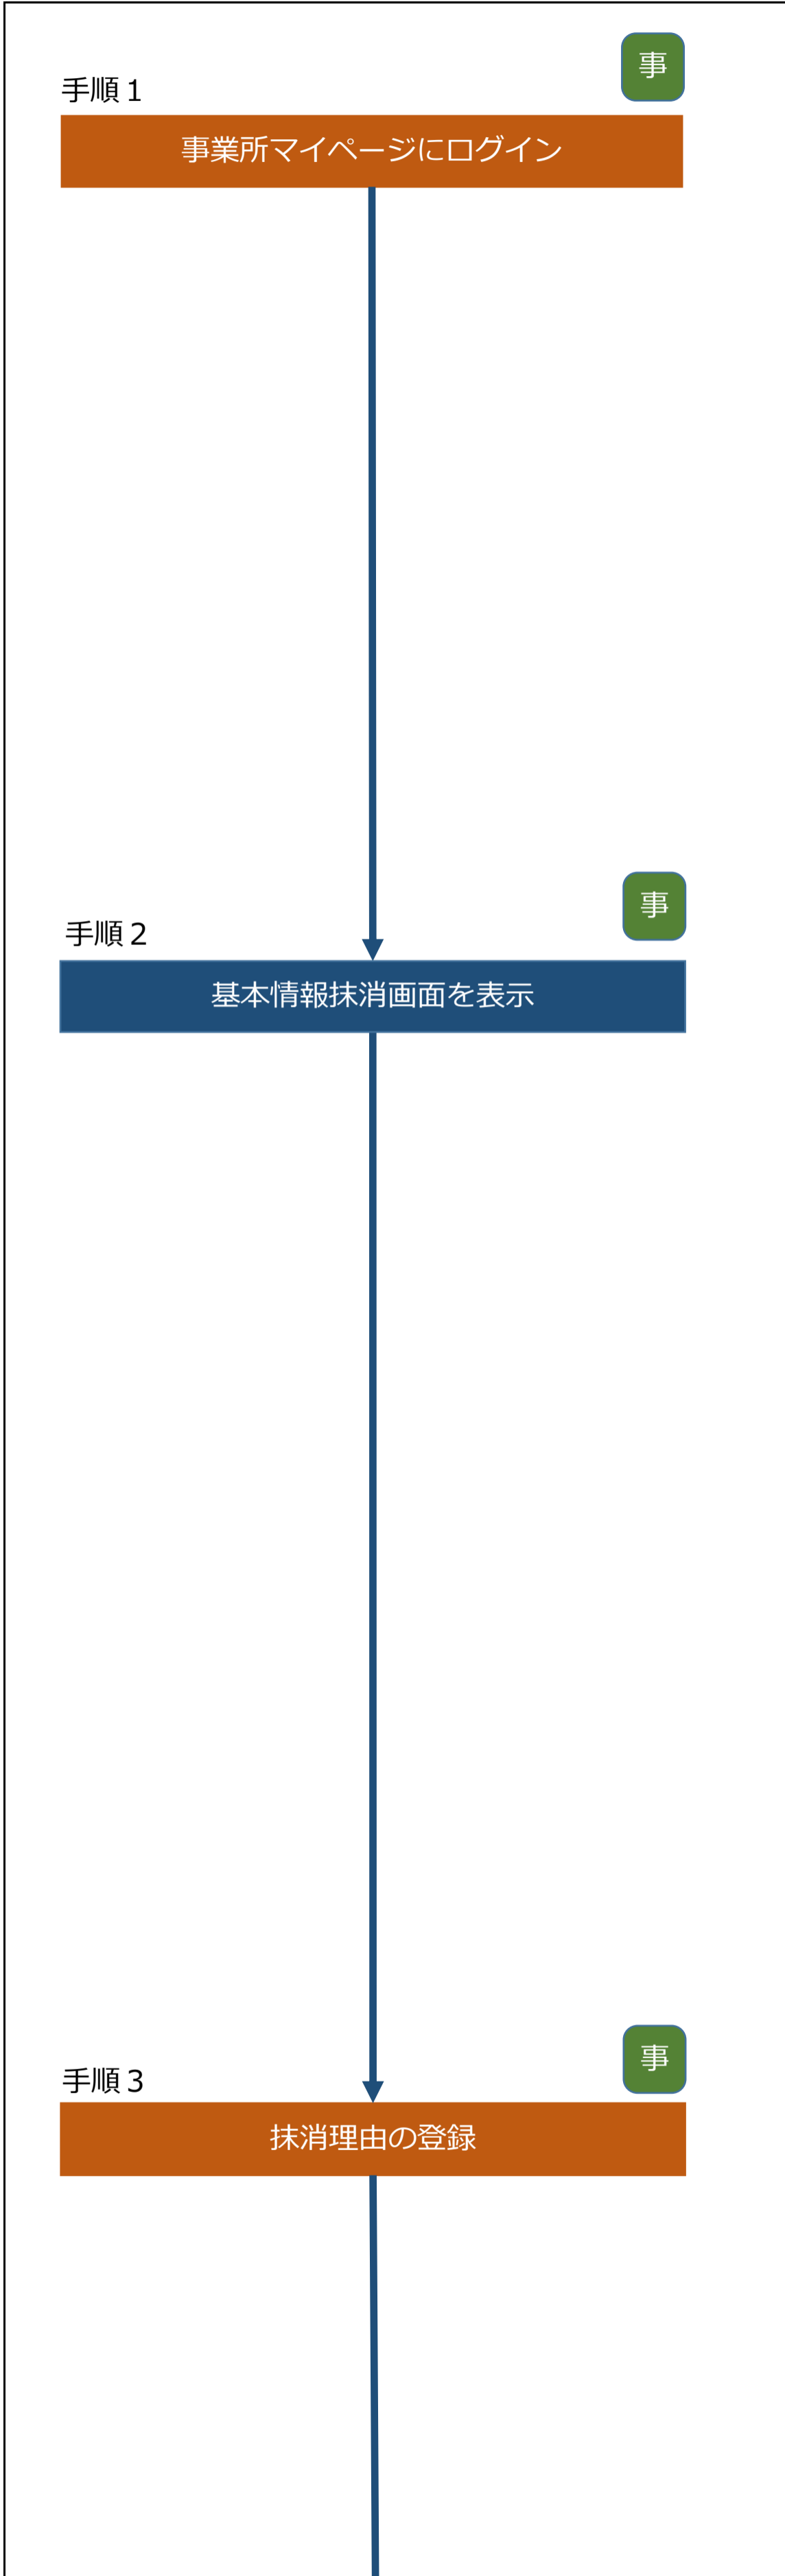 事
手順１
事業所マイページにログイン
事
手順２
基本情報抹消画面を表示
事
手順３
抹消理由の登録